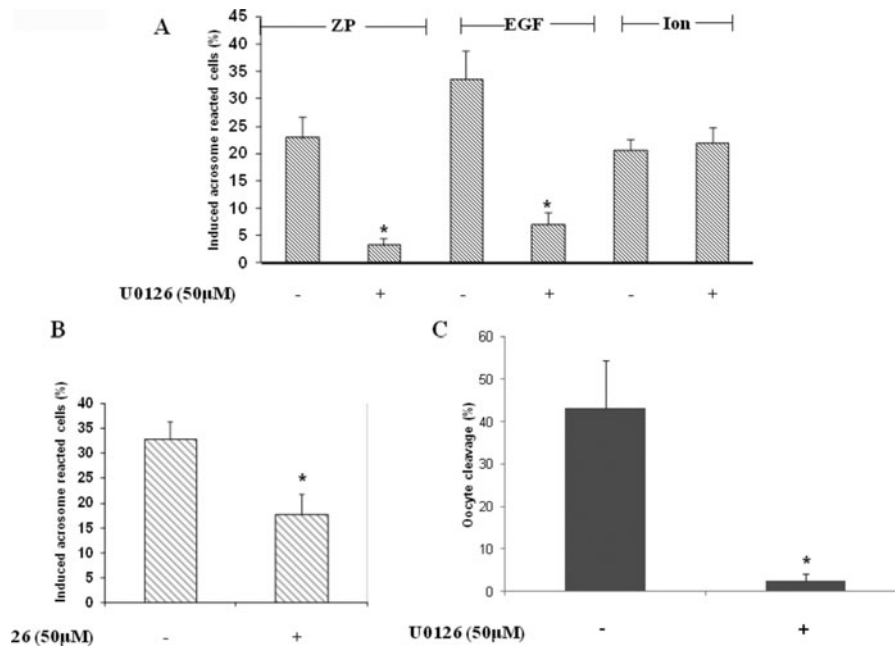 A
ZP
EGF
Ion
Induced acrosome reacted cells (%)
45
40
35
30
25
20
15
10
5
0
*
*
U0126 (50µM) - + - + - +
B
Induced acrosome reacted cells (%)
40
35
30
25
20
15
10
5
0
*
26 (50µM) - +
C
Oocyte cleavage (%)
60
50
40
30
20
10
0
*
U0126 (50µM) - +